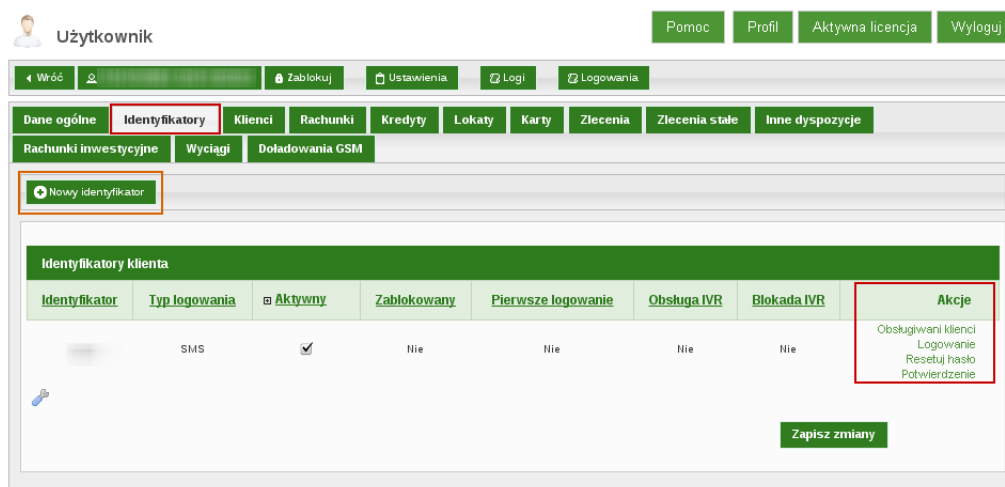 Użytkownik
Pomoc Profil Aktywna licencja Wyloguj
Wróć Zablokuj Ustawienia Logi Logowania
Dane ogólne Identyfikatory Klienci Rachunki Kredyty Lokaty Karty Zlecenia Zlecenia stałe Inne dyspozycje
Rachunki inwestycyjne Wyciągi Doładowania GSM
Nowy identyfikator
Identyfikatory klienta
Identyfikator Typ logowania Aktywny Zablokowany Pierwsze logowanie Obsługa IVR Blokada IVR Akcje
SMS Nie Nie Nie Nie
Obsługiwani klienci
Logowanie
Resetuj hasło
Potwierdzenie
Zapisz zmiany